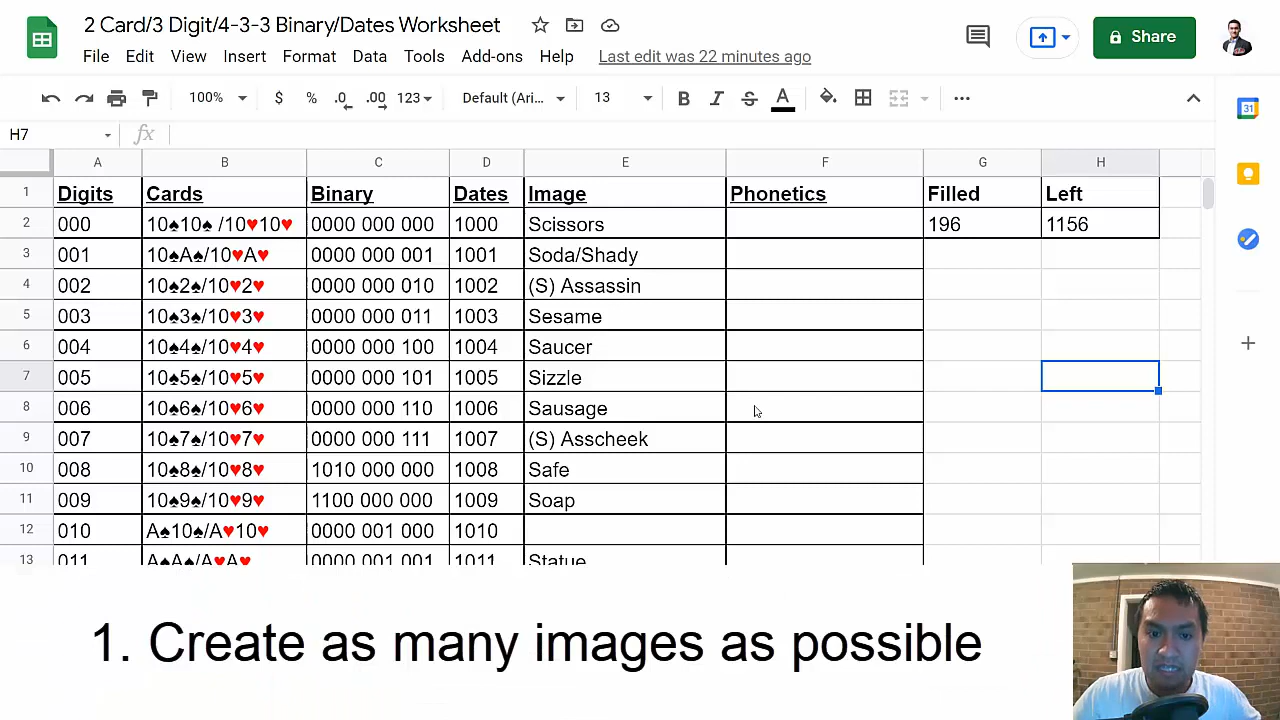 2 Card/3 Digit/4-3-3 Binary/Dates Worksheet
File Edit View Insert Format Data Tools Add-ons Help Last edit was 22 minutes ago
Share
100% $ % .0 .00 123 Default (Ari... 13 B I S A
H7 fx
31
A B C D E F G H
1 Digits Cards Binary Dates Image Phonetics Filled Left
2 000 10♠10♠ /10♥10♥ 0000 000 000 1000 Scissors 196 1156
3 001 10♠A♠/10♥A♥ 0000 000 001 1001 Soda/Shady
4 002 10♠2♠/10♥2♥ 0000 000 010 1002 (S) Assassin
5 003 10♠3♠/10♥3♥ 0000 000 011 1003 Sesame
6 004 10♠4♠/10♥4♥ 0000 000 100 1004 Saucer
7 005 10♠5♠/10♥5♥ 0000 000 101 1005 Sizzle
8 006 10♠6♠/10♥6♥ 0000 000 110 1006 Sausage
9 007 10♠7♠/10♥7♥ 0000 000 111 1007 (S) Asscheek
10 008 10♠8♠/10♥8♥ 1010 000 000 1008 Safe
11 009 10♠9♠/10♥9♥ 1100 000 000 1009 Soap
12 010 A♠10♠/A♥10♥ 0000 001 000 1010
13 011 A♠A♠/A♥A♥ 0000 001 001 1011 Statue
1. Create as many images as possible